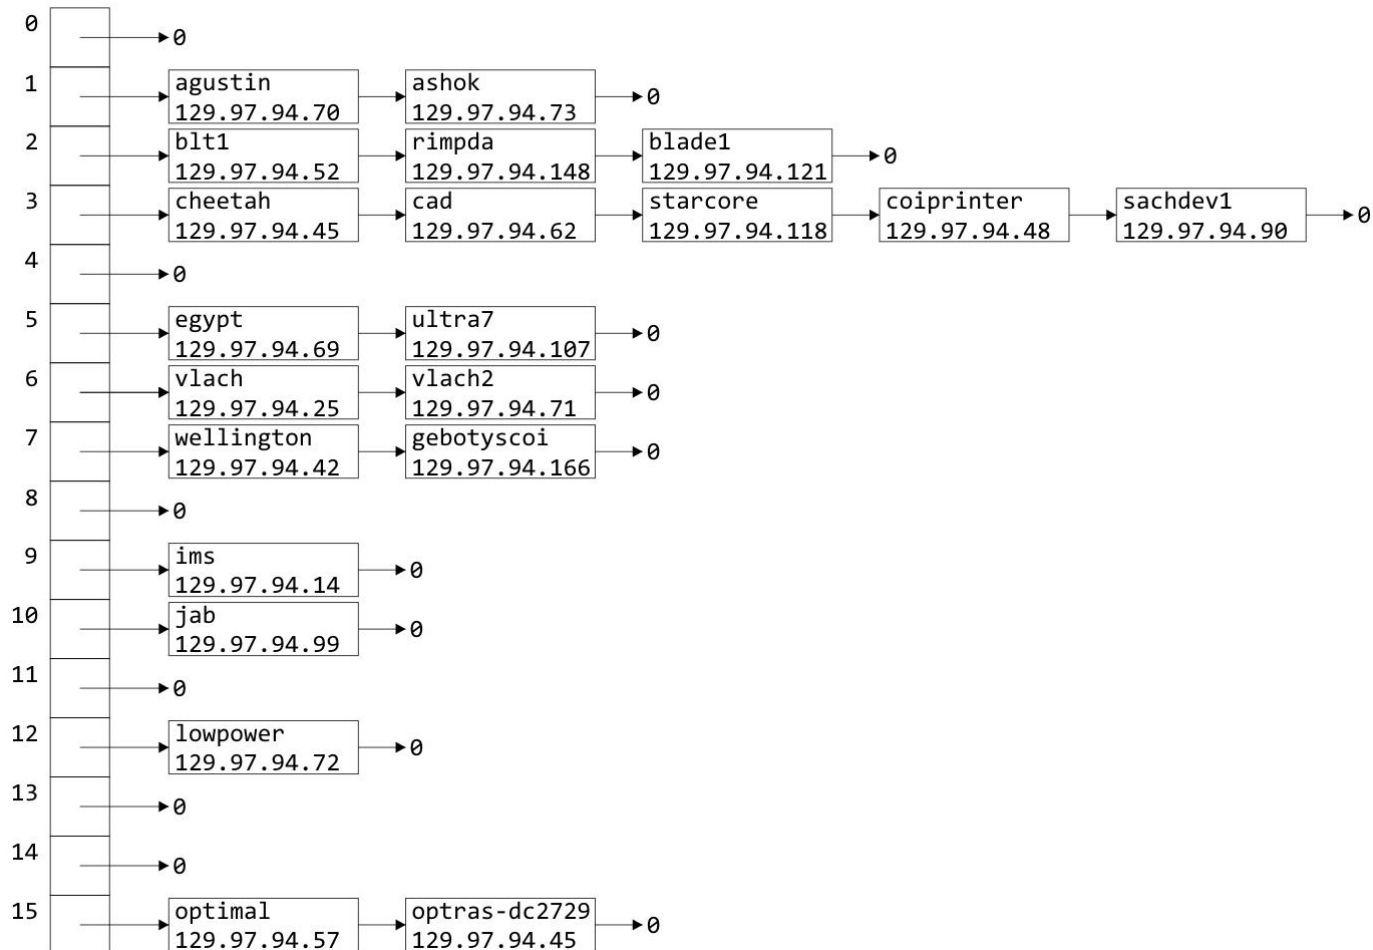 0
0
1
agustin
129.97.94.70
ashok
129.97.94.73
0
2
blt1
129.97.94.52
rimpda
129.97.94.148
blade1
129.97.94.121
0
3
cheetah
129.97.94.45
cad
129.97.94.62
starcore
129.97.94.118
coiprinter
129.97.94.48
sachdev1
129.97.94.90
0
4
0
5
egypt
129.97.94.69
ultra7
129.97.94.107
0
6
vlach
129.97.94.25
vlach2
129.97.94.71
0
7
wellington
129.97.94.42
gebotyscoi
129.97.94.166
0
8
0
9
ims
129.97.94.14
0
10
jab
129.97.94.99
0
11
0
12
lowpower
129.97.94.72
0
13
0
14
0
15
optimal
129.97.94.57
optras-dc2729
129.97.94.45
0